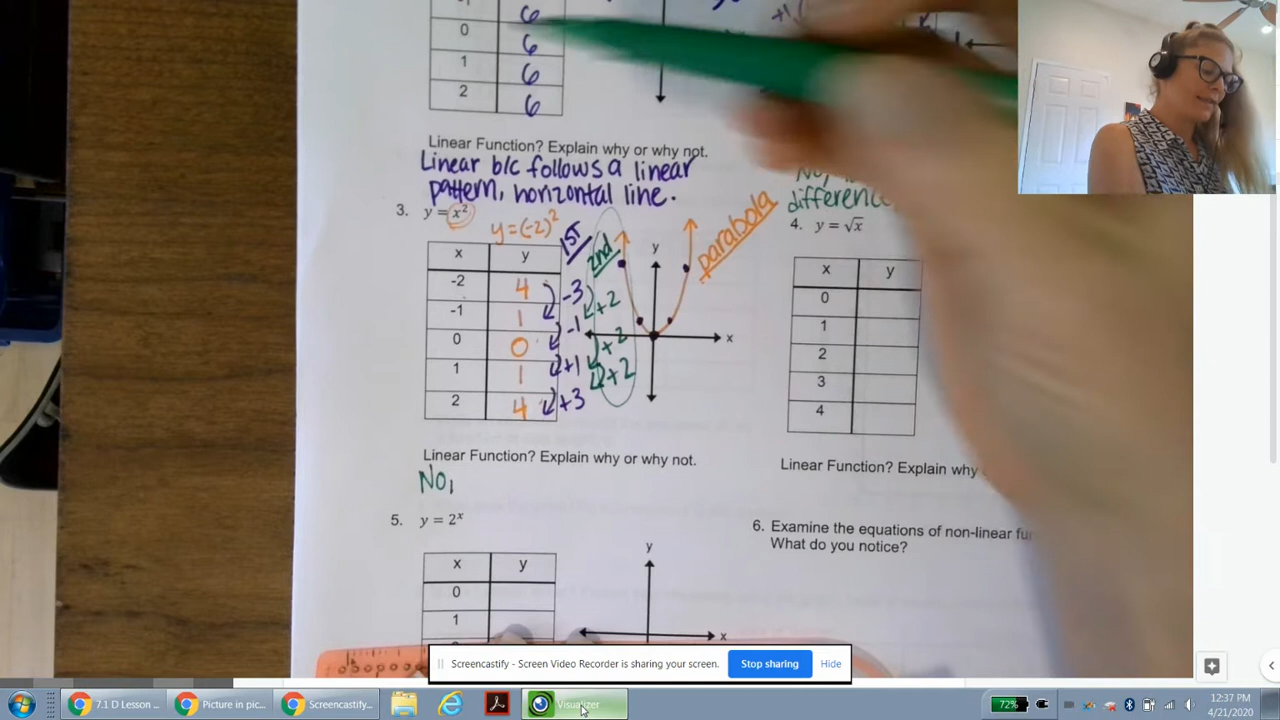 6
0 6
1 6
2 6
+1
Linear Function? Explain why or why not.
Linear b/c follows a linear
pattern, horizontal line.
No,
difference
3. y = x²
y=(-2)²
1st
2nd
parabola
x y
-2 4
-1 1
0 0
1 1
2 4
-3
-1
+1
+3
+2
+2
+2
y
x
Linear Function? Explain why or why not.
No,
4. y = √x
x y
0
1
2
3
4
Linear Function? Explain why
5. y = 2ˣ
x y
0
1
y
x
6. Examine the equations of non-linear
What do you notice?
Screencastify - Screen Video Recorder is sharing your screen.
Stop sharing
Hide
7.1 D Lesson ...
Picture in pic...
Screencastify...
Visualizer
72%
12:37 PM
4/21/2020